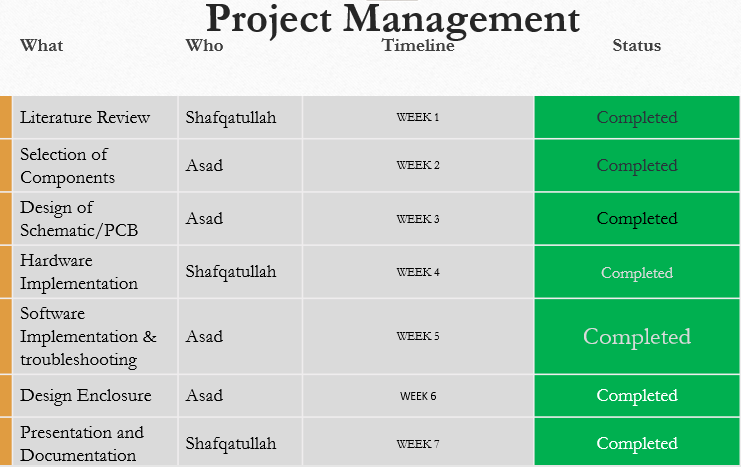 Project Management
What Who Timeline Status
Literature Review Shafqatullah WEEK 1 Completed
Selection of
Components Asad WEEK 2 Completed
Design of
Schematic/PCB Asad WEEK 3 Completed
Hardware
Implementation Shafqatullah WEEK 4 Completed
Software
Implementation & Asad WEEK 5 Completed
troubleshooting
Design Enclosure Asad WEEK 6 Completed
Presentation and
Documentation Shafqatullah WEEK 7 Completed